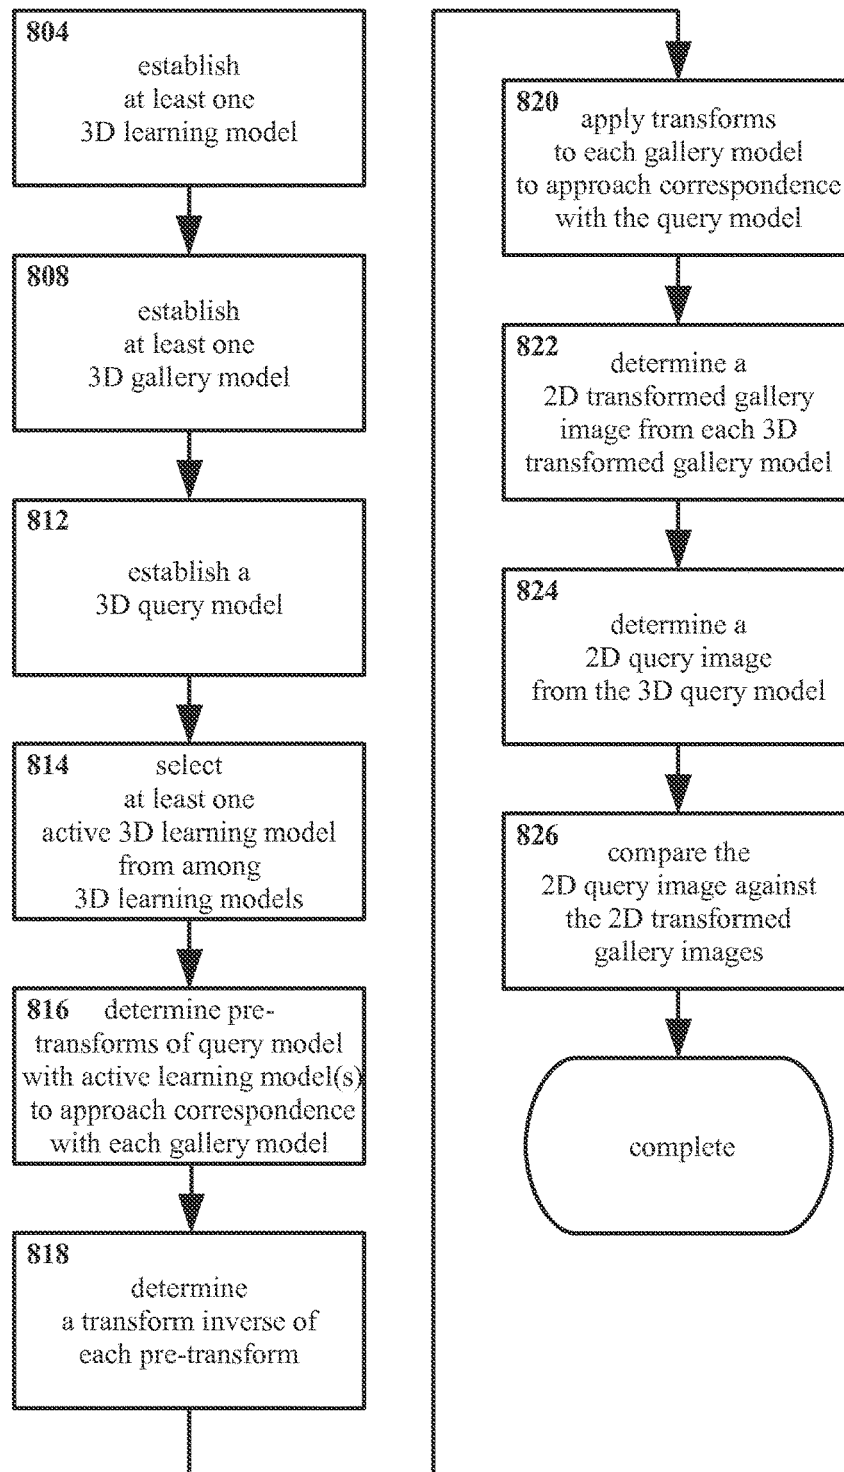 804
establish
at least one
3D learning model
808
establish
at least one
3D gallery model
812
establish a
3D query model
814 select
at least one
active 3D learning model
from among
3D learning models
816 determine pre-
transforms of query model
with active learning model(s)
to approach correspondence
with each gallery model
818
determine
a transform inverse of
each pre-transform
820
apply transforms
to each gallery model
to approach correspondence
with the query model
822
determine a
2D transformed gallery
image from each 3D
transformed gallery model
824
determine a
2D query image
from the 3D query model
826
compare the
2D query image against
the 2D transformed
gallery images
complete